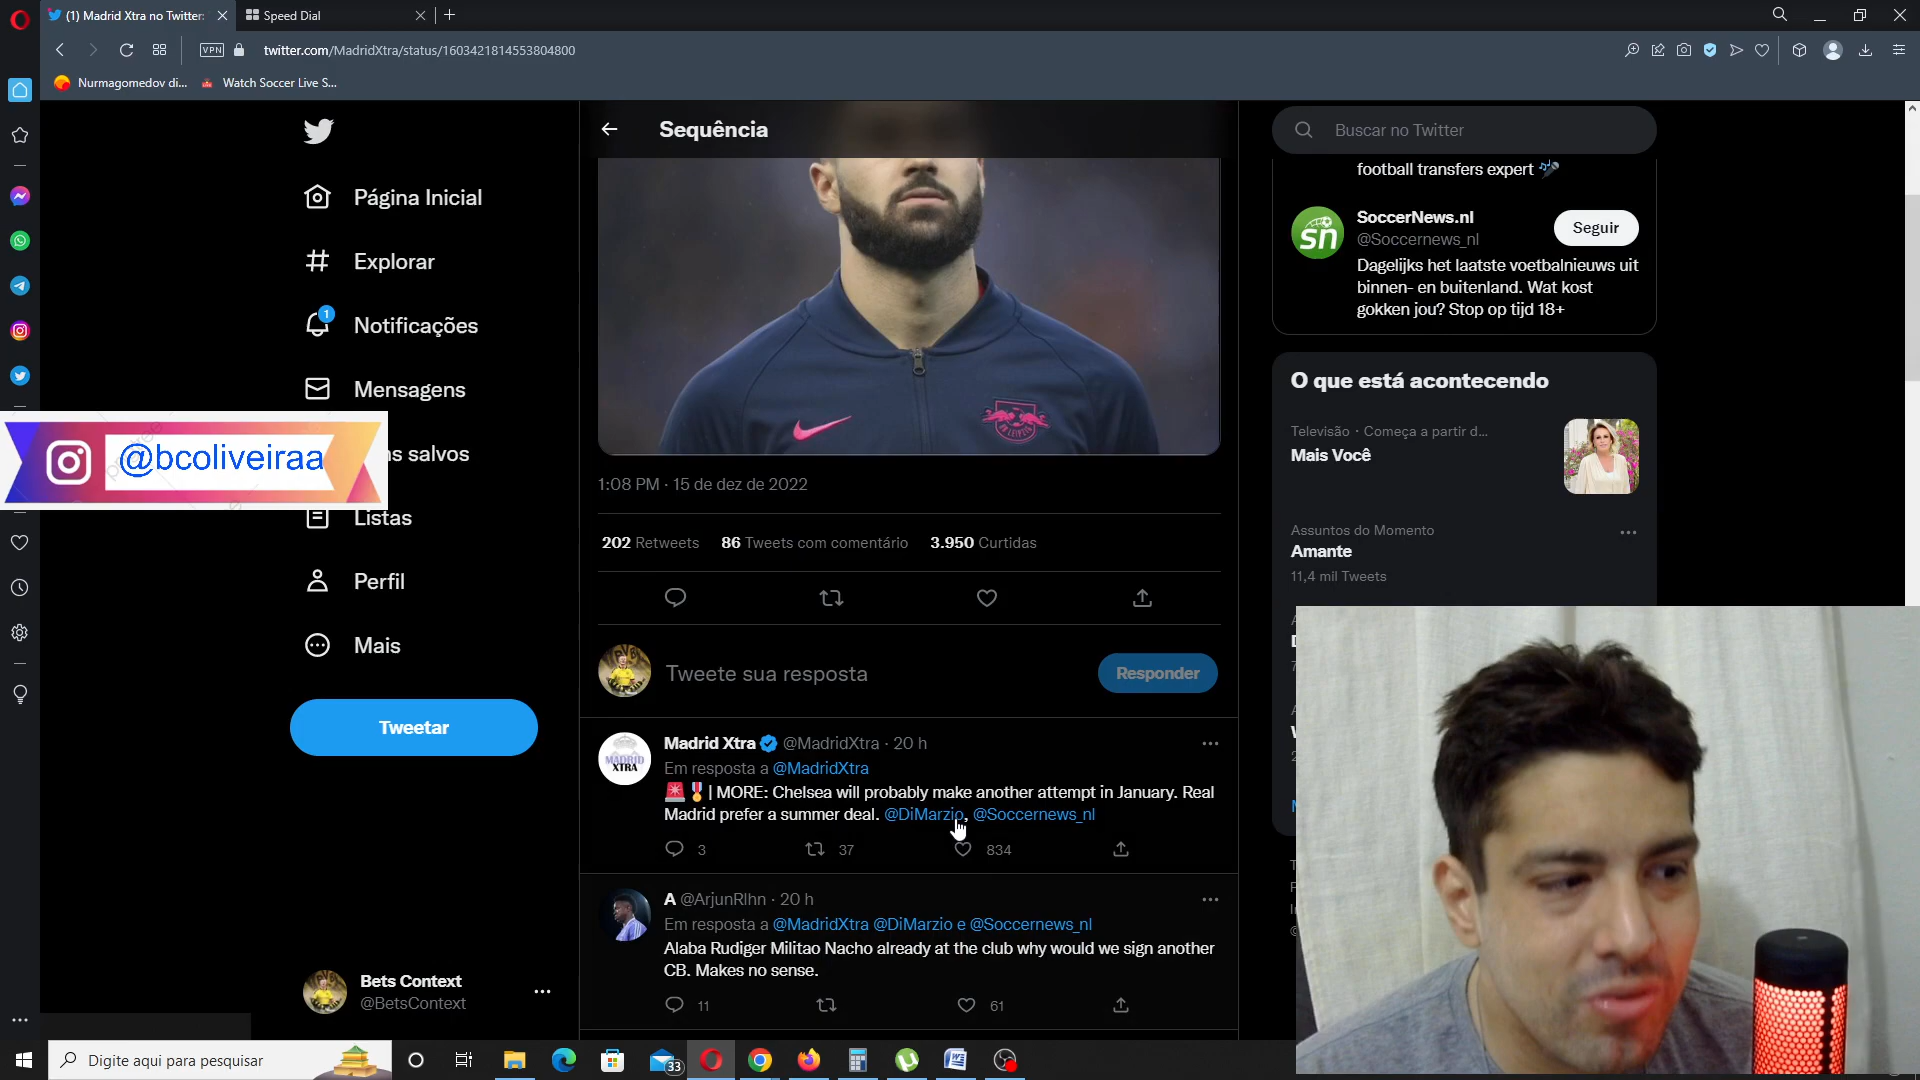 (1) Madrid Xtra no Twitter:
Speed Dial
VPN
twitter.com/MadridXtra/status/1603421814553804800
Nurmagomedov di...
Watch Soccer Live S...
Página Inicial
Explorar
1
Notificações
Mensagens
ns salvos
@bcoliveiraa
Listas
Perfil
Mais
Tweetar
Bets Context
@BetsContext
Sequência
1:08 PM · 15 de dez de 2022
202 Retweets 86 Tweets com comentário 3.950 Curtidas
Tweete sua resposta
Responder
MADRID
XTRA
Madrid Xtra @MadridXtra · 20 h
Em resposta a @MadridXtra
🚨🎖️| MORE: Chelsea will probably make another attempt in January. Real
Madrid prefer a summer deal. @DiMarzio, @Soccernews_nl
3 37 834
A @ArjunRlhn · 20 h
Em resposta a @MadridXtra @DiMarzio e @Soccernews_nl
Alaba Rudiger Militao Nacho already at the club why would we sign another
CB. Makes no sense.
11 61
Buscar no Twitter
football transfers expert 🎤
sn
SoccerNews.nl
@Soccernews_nl
Seguir
Dagelijks het laatste voetbalnieuws uit
binnen- en buitenland. Wat kost
gokken jou? Stop op tijd 18+
O que está acontecendo
Televisão · Começa a partir d...
Mais Você
Assuntos do Momento
Amante
11,4 mil Tweets
Digite aqui para pesquisar
33